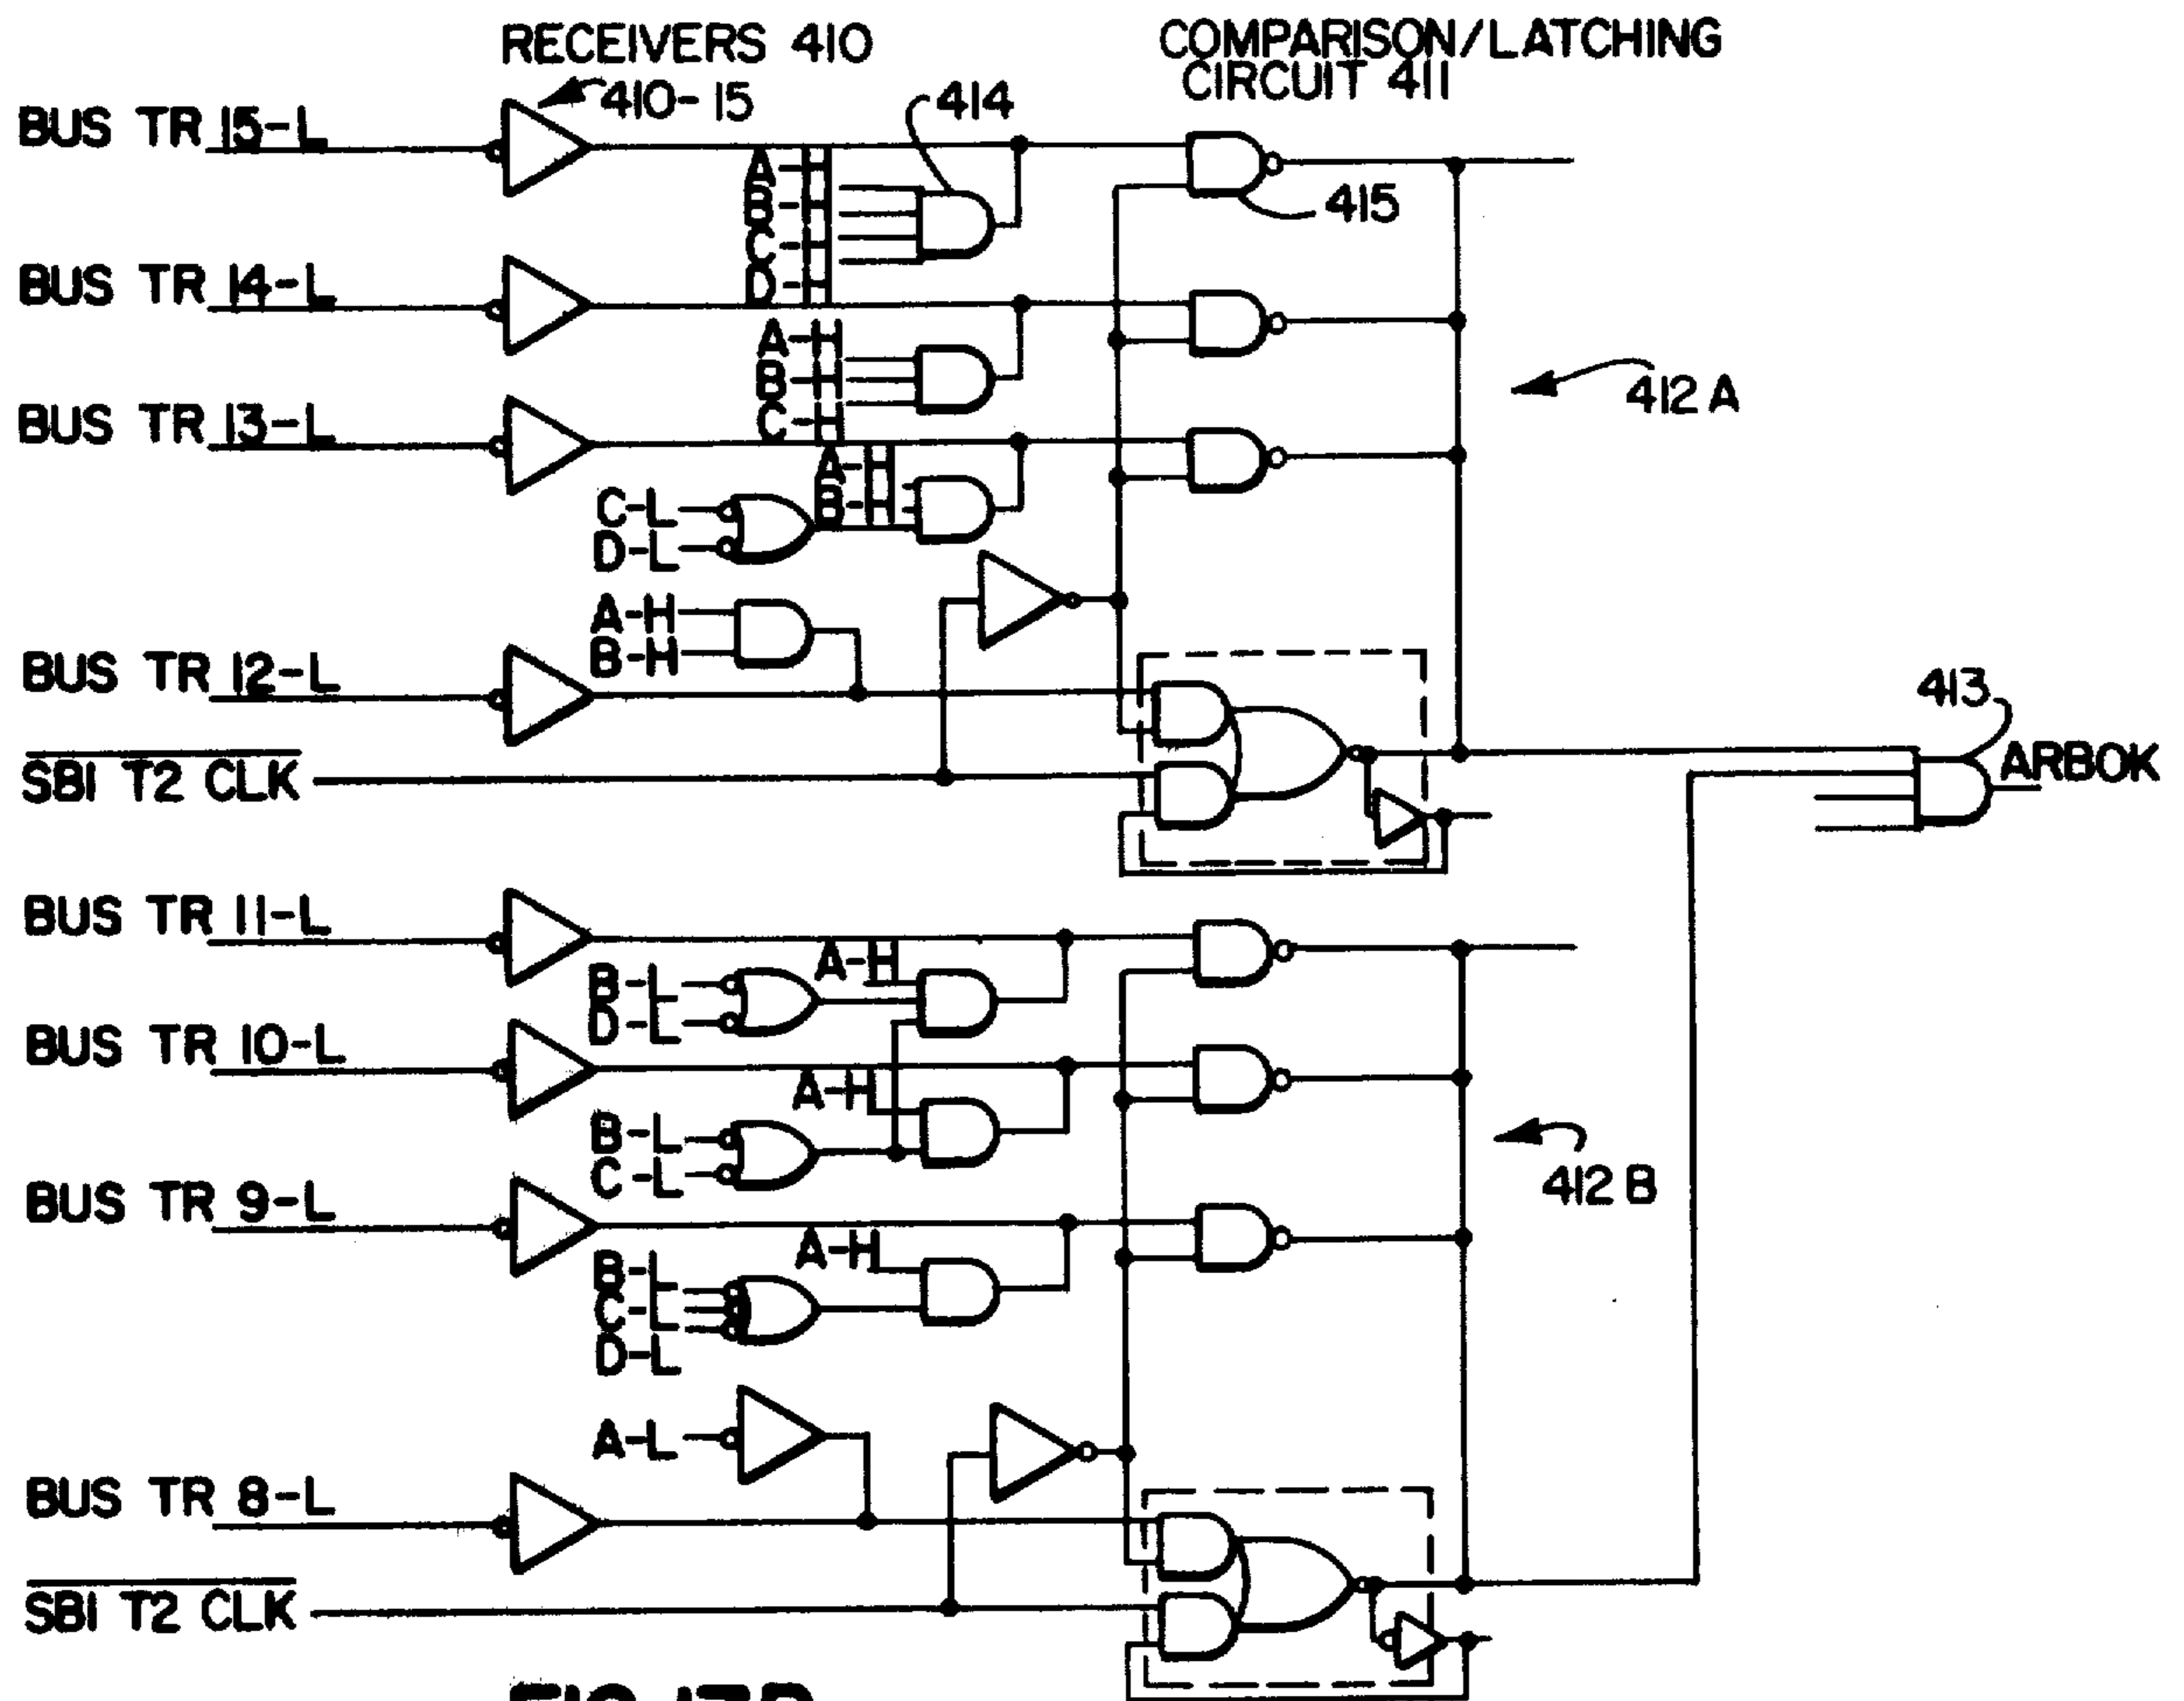 RECEIVERS 410
COMPARISON/LATCHING
CIRCUIT 411
410-15
414
BUS TR 15-L
A-H
B-H
C-H
D-H
415
BUS TR 14-L
A-H
B-H
C-H
412A
BUS TR 13-L
A-H
B-H
C-L
D-L
A-H
B-H
BUS TR 12-L
413
SBI T2 CLK
ARBOK
BUS TR 11-L
A-H
B-L
D-L
BUS TR 10-L
A-H
B-L
C-L
412B
BUS TR 9-L
A-H
B-L
C-L
D-L
A-L
BUS TR 8-L
SBI T2 CLK